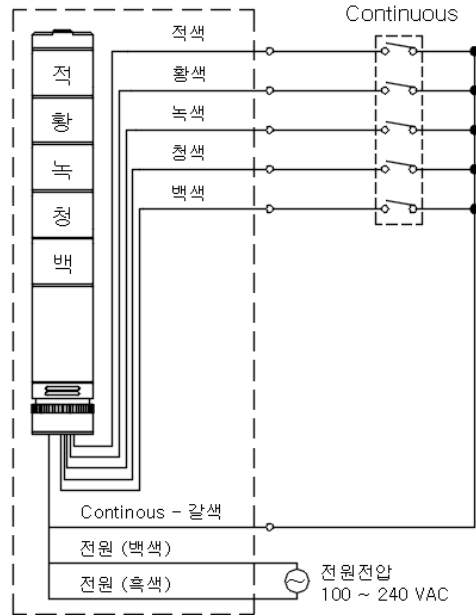 Continuous
적색
황색
녹색
청색
백색
적
황
녹
청
백
Continous - 갈색
전원 (백색)
전원 (흑색)
전원전압
100 ~ 240 VAC